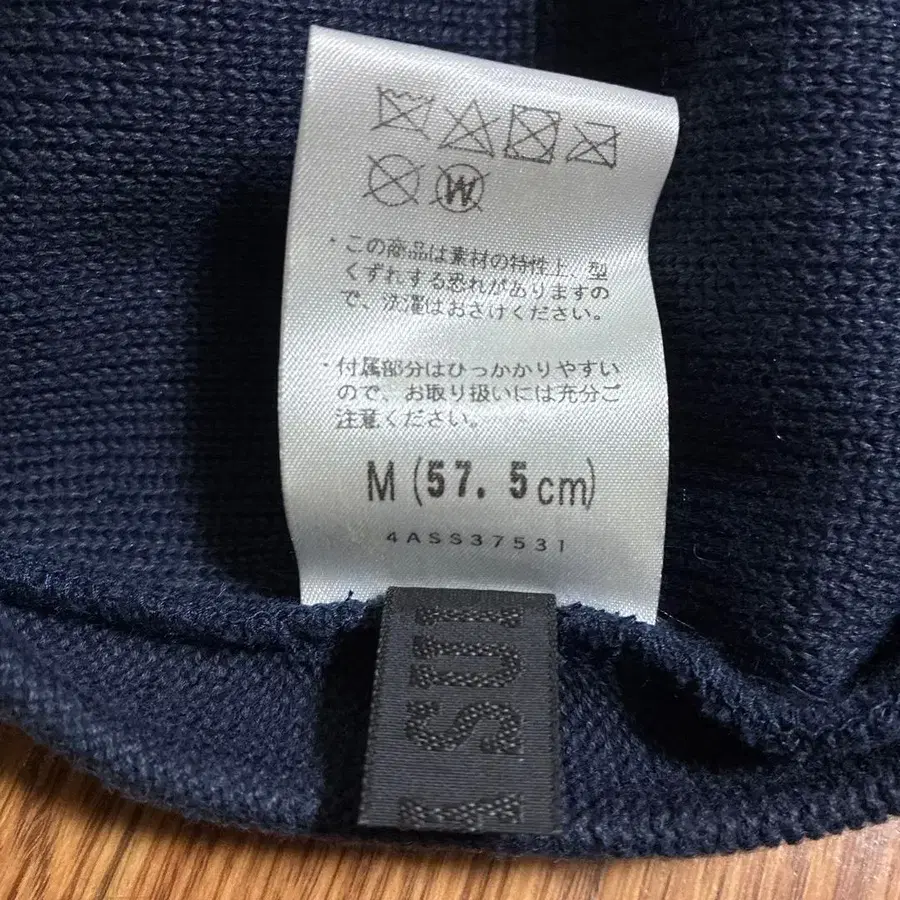 ・この商品は素材の特性上、型
くずれする恐れがありますの
で、洗濯はおさけください。
・付属部分はひっかかりやすい
ので、お取り扱いには充分ご
注意ください。
M (57.5cm)
4ASS37531